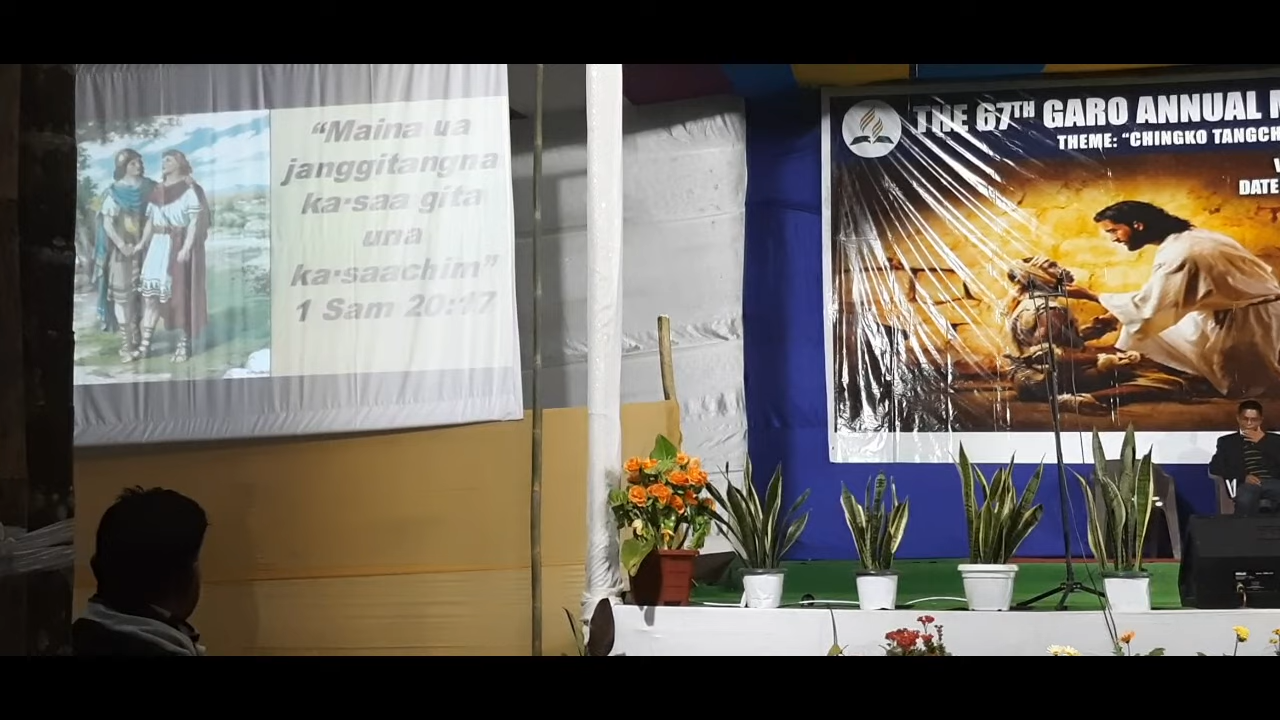 “Maina ua
janggitangna
ka·saa gita
una
ka·saachim”
1 Sam 20:17
THE 67TH GARO ANNUAL
THEME: “CHINGKO TANGCH
DATE